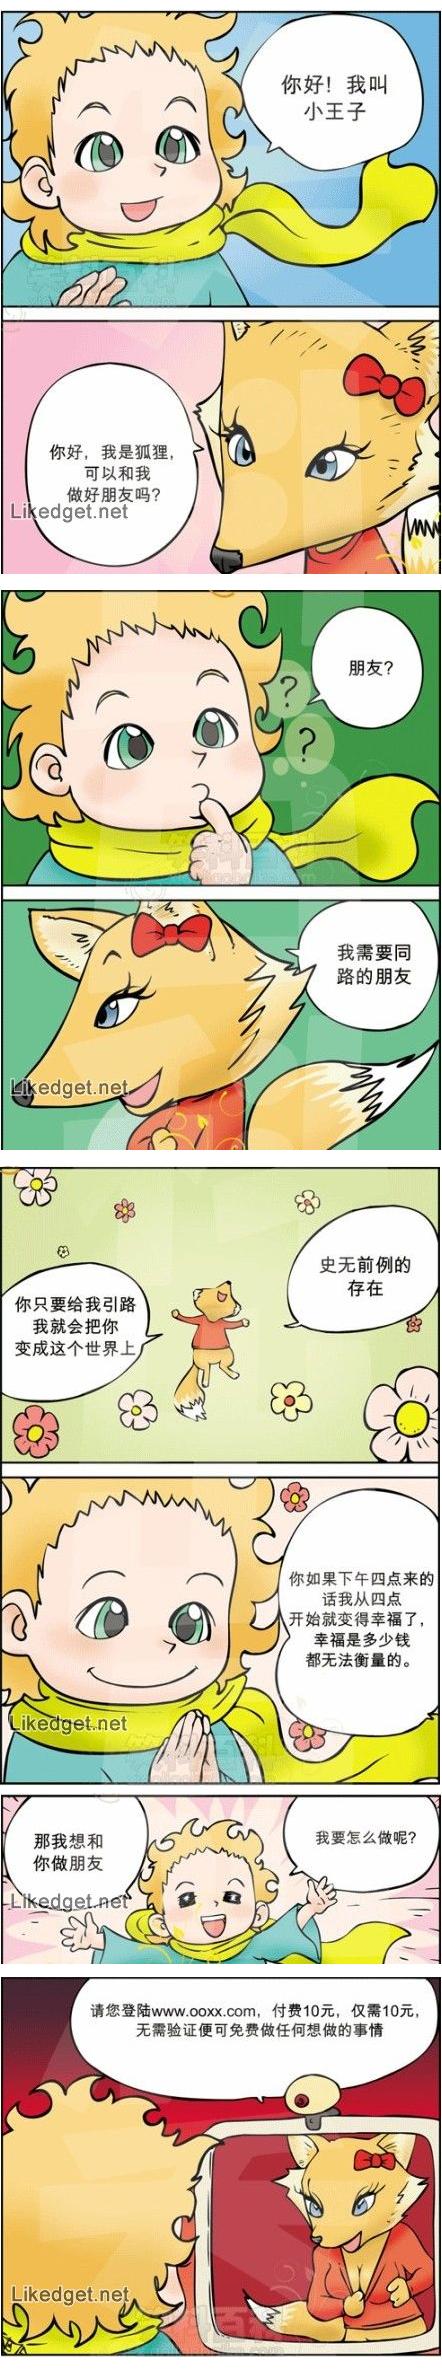 你好！我叫
小王子
你好，我是狐狸，
可以和我
做好朋友吗？
Likedget.net
朋友？
?
?
我需要同
路的朋友
Likedget.net
史无前例的
存在
你只要给我引路
我就会把你
变成这个世界上
你如果下午四点来的
话我从四点
开始就变得幸福了，
幸福是多少钱
都无法衡量的。
Likedget.net
那我想和
你做朋友
我要怎么做呢？
Likedget.net
请您登陆www.ooxx.com，付费10元，仅需10元，
无需验证便可免费做任何想做的事情
Likedget.net